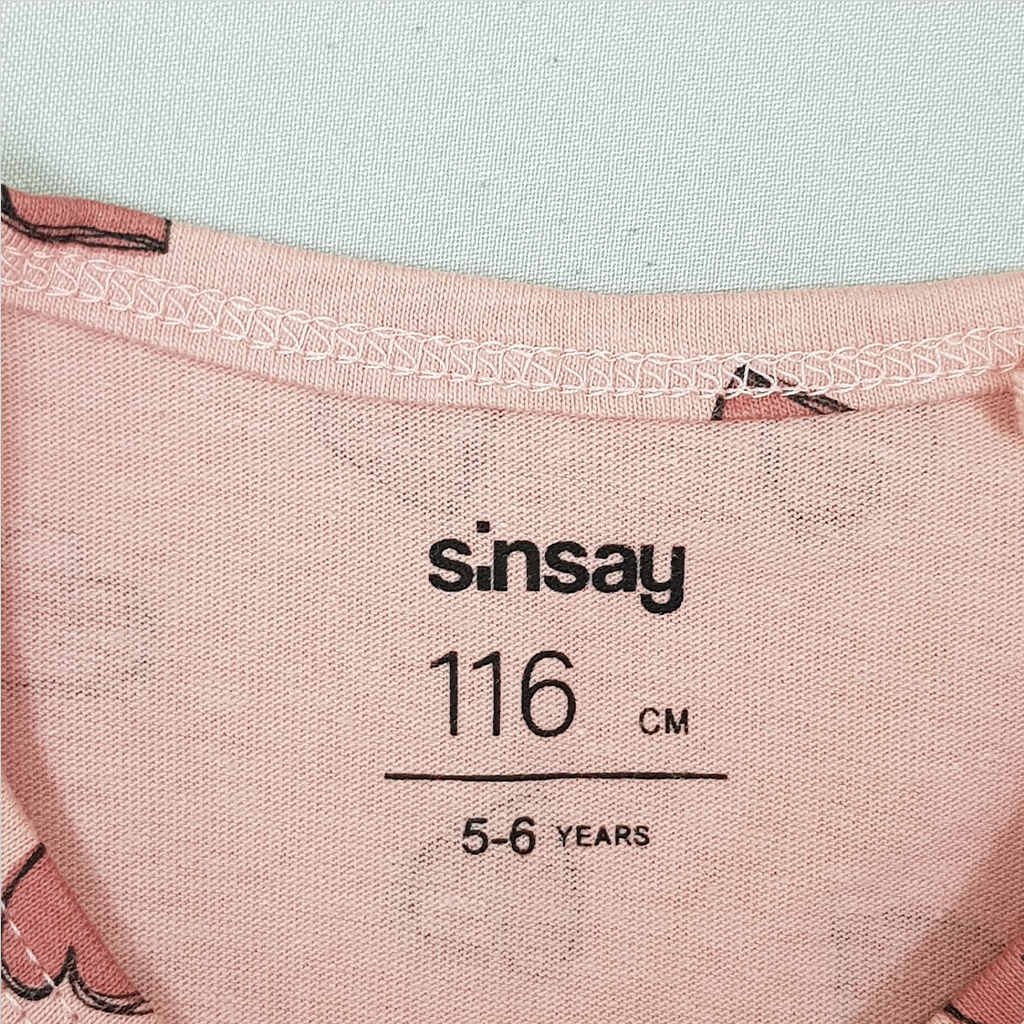 sinsay
116 CM
5-6 YEARS